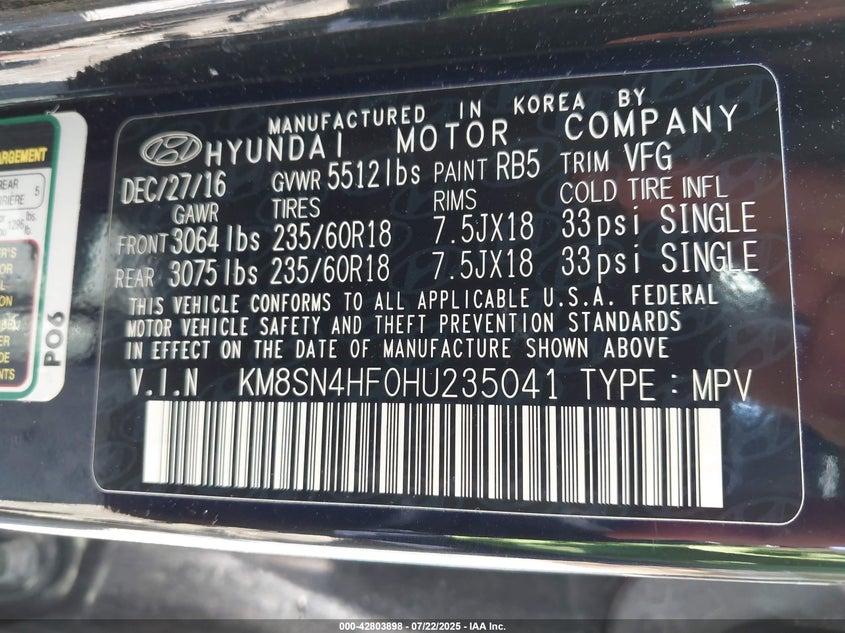 MANUFACTURED IN KOREA BY
HYUNDAI MOTOR COMPANY
DEC/27/16 GVWR 5512lbs PAINT RB5 TRIM VFG
GAWR TIRES RIMS COLD TIRE INFL
FRONT 3064lbs 235/60R18 7.5JX18 33psi SINGLE
REAR 3075lbs 235/60R18 7.5JX18 33psi SINGLE
THIS VEHICLE CONFORMS TO ALL APPLICABLE U.S.A. FEDERAL
MOTOR VEHICLE SAFETY AND THEFT PREVENTION STANDARDS
IN EFFECT ON THE DATE OF MANUFACTURE SHOWN ABOVE
V.I.N KM8SN4HF0HU235041 TYPE : MPV
ARGEMENT
REAR
5
P06
000-42803898 - 07/22/2025 - IAA Inc.